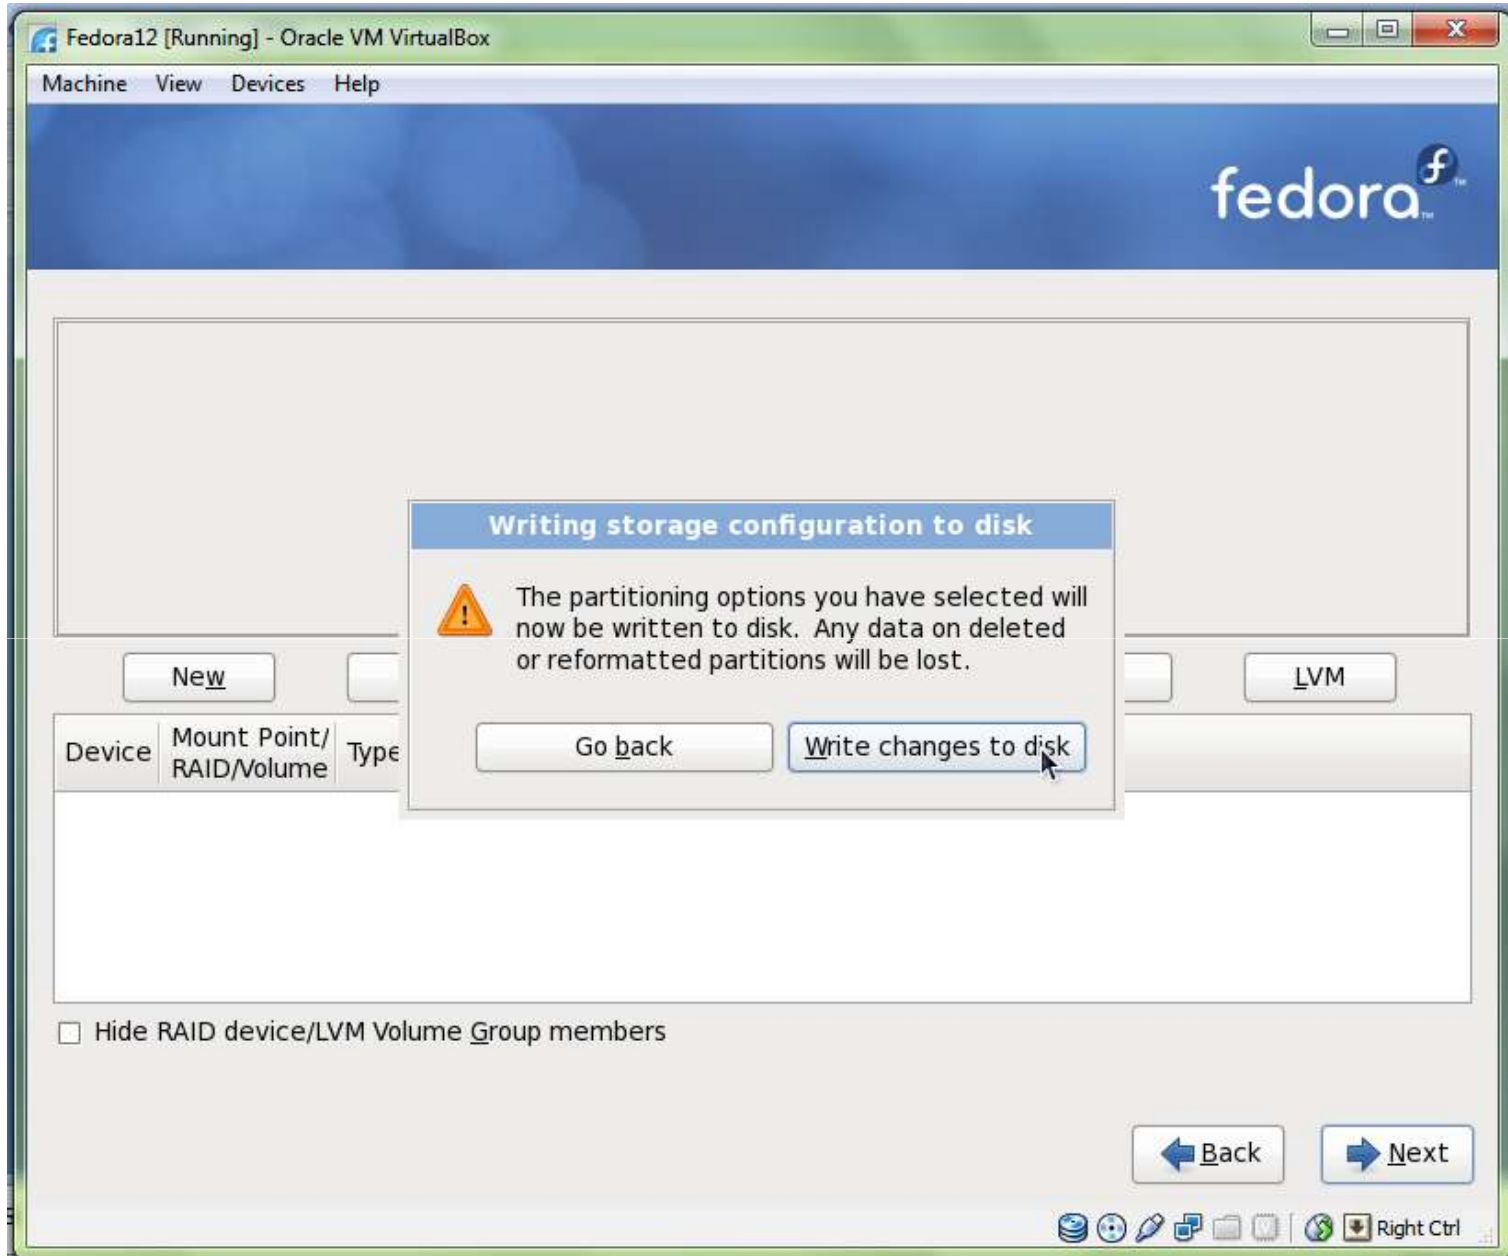 Fedora12 [Running] - Oracle VM VirtualBox
Machine View Devices Help
fedora
Writing storage configuration to disk
The partitioning options you have selected will
now be written to disk. Any data on deleted
or reformatted partitions will be lost.
New LVM
Go back Write changes to disk
Device Mount Point/
RAID/Volume Type
Hide RAID device/LVM Volume Group members
Back Next
Right Ctrl